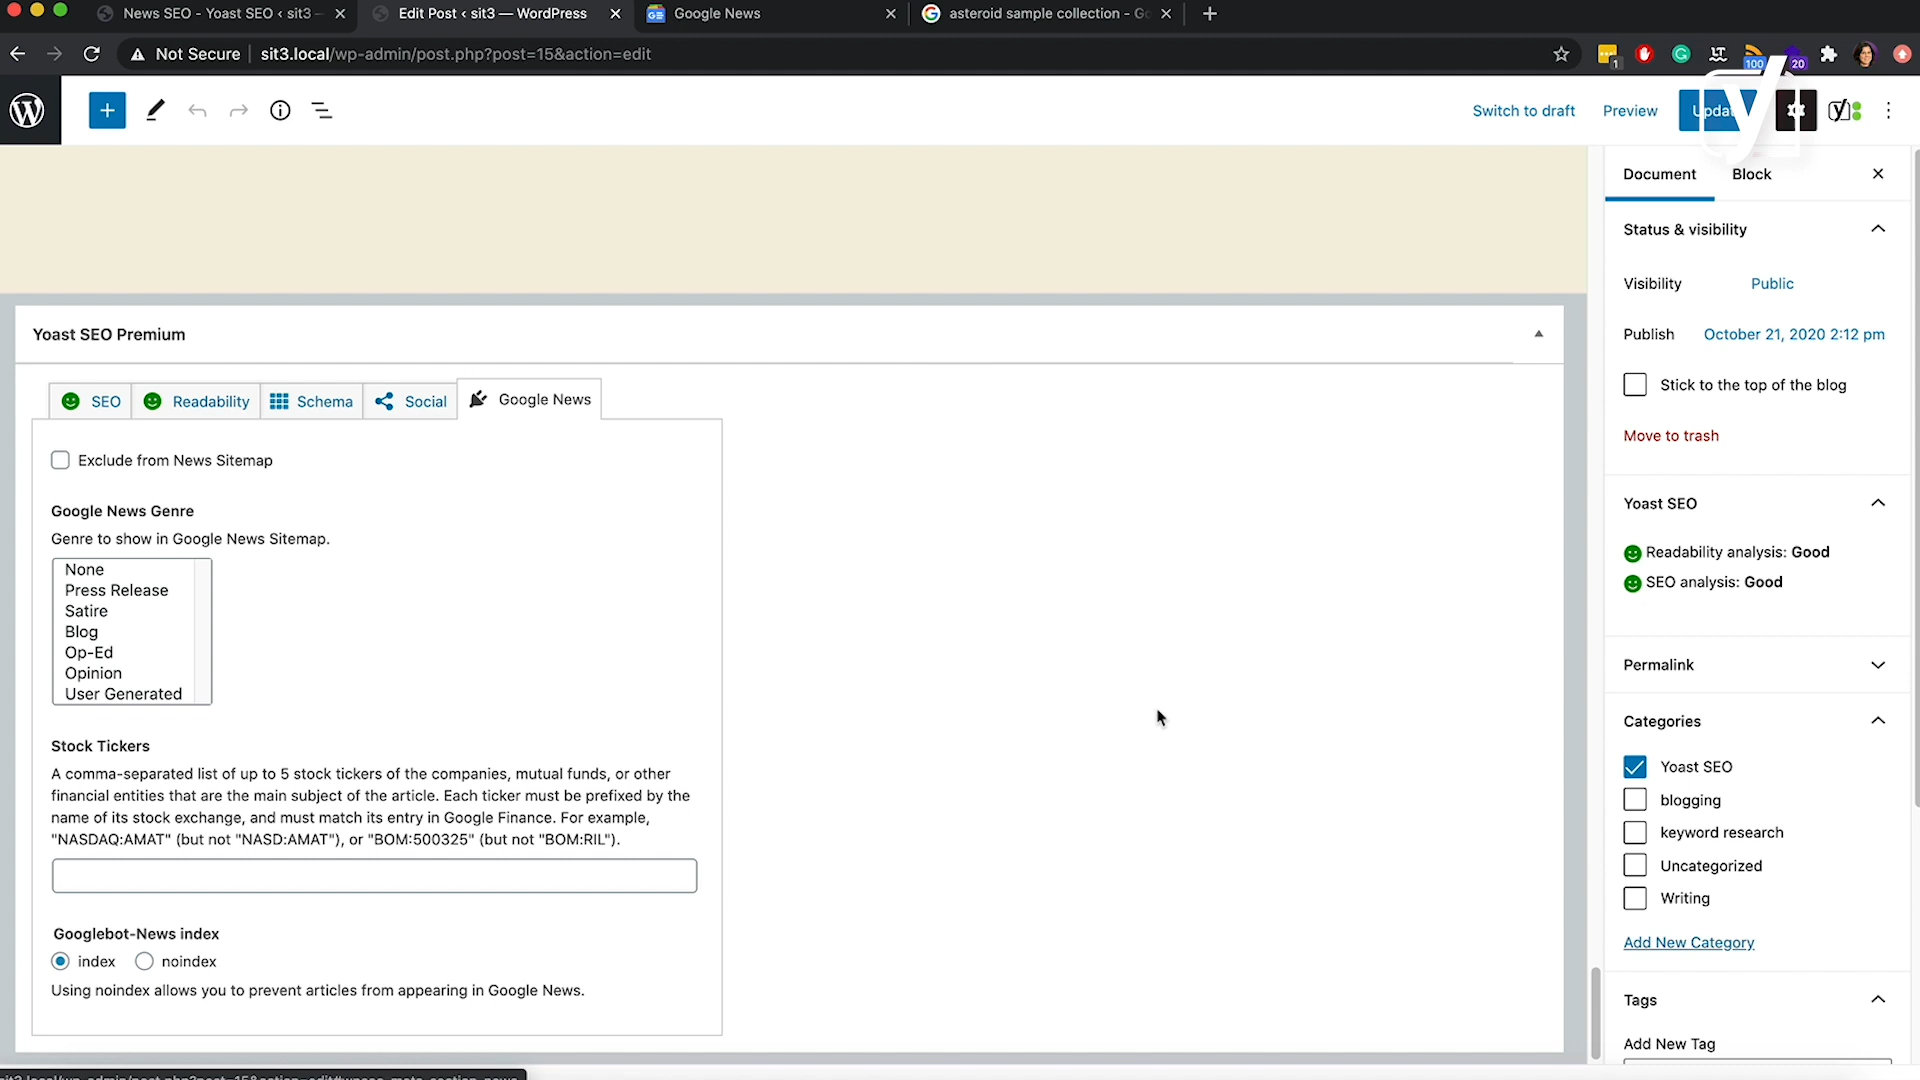 News SEO - Yoast SEO ‹ sit3 —
Edit Post ‹ sit3 — WordPress
Google News
asteroid sample collection - Go
Not Secure
sit3.local/wp-admin/post.php?post=15&action=edit
1
100
20
Switch to draft
Preview
Updat
Document
Block
Status & visibility
Visibility
Public
Publish
October 21, 2020 2:12 pm
Stick to the top of the blog
Move to trash
Yoast SEO
Readability analysis: Good
SEO analysis: Good
Permalink
Categories
Yoast SEO
blogging
keyword research
Uncategorized
Writing
Add New Category
Tags
Add New Tag
Yoast SEO Premium
SEO
Readability
Schema
Social
Google News
Exclude from News Sitemap
Google News Genre
Genre to show in Google News Sitemap.
None
Press Release
Satire
Blog
Op-Ed
Opinion
User Generated
Stock Tickers
A comma-separated list of up to 5 stock tickers of the companies, mutual funds, or other
financial entities that are the main subject of the article. Each ticker must be prefixed by the
name of its stock exchange, and must match its entry in Google Finance. For example,
"NASDAQ:AMAT" (but not "NASD:AMAT"), or "BOM:500325" (but not "BOM:RIL").
Googlebot-News index
index
noindex
Using noindex allows you to prevent articles from appearing in Google News.